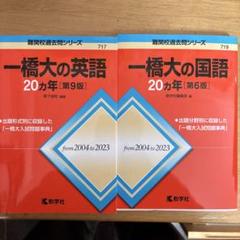 難関校過去問シリーズ
717
一橋大の英語
20ヵ年[第9版]
●出題形式別に収録した
「一橋大入試問題事典」
from 2004 to 2023
教学社
難関校過去問シリーズ
719
一橋大の国語
20ヵ年[第6版]
●出題分野別に収録した
「一橋大入試問題事典」
from 2004 to 2023
教学社